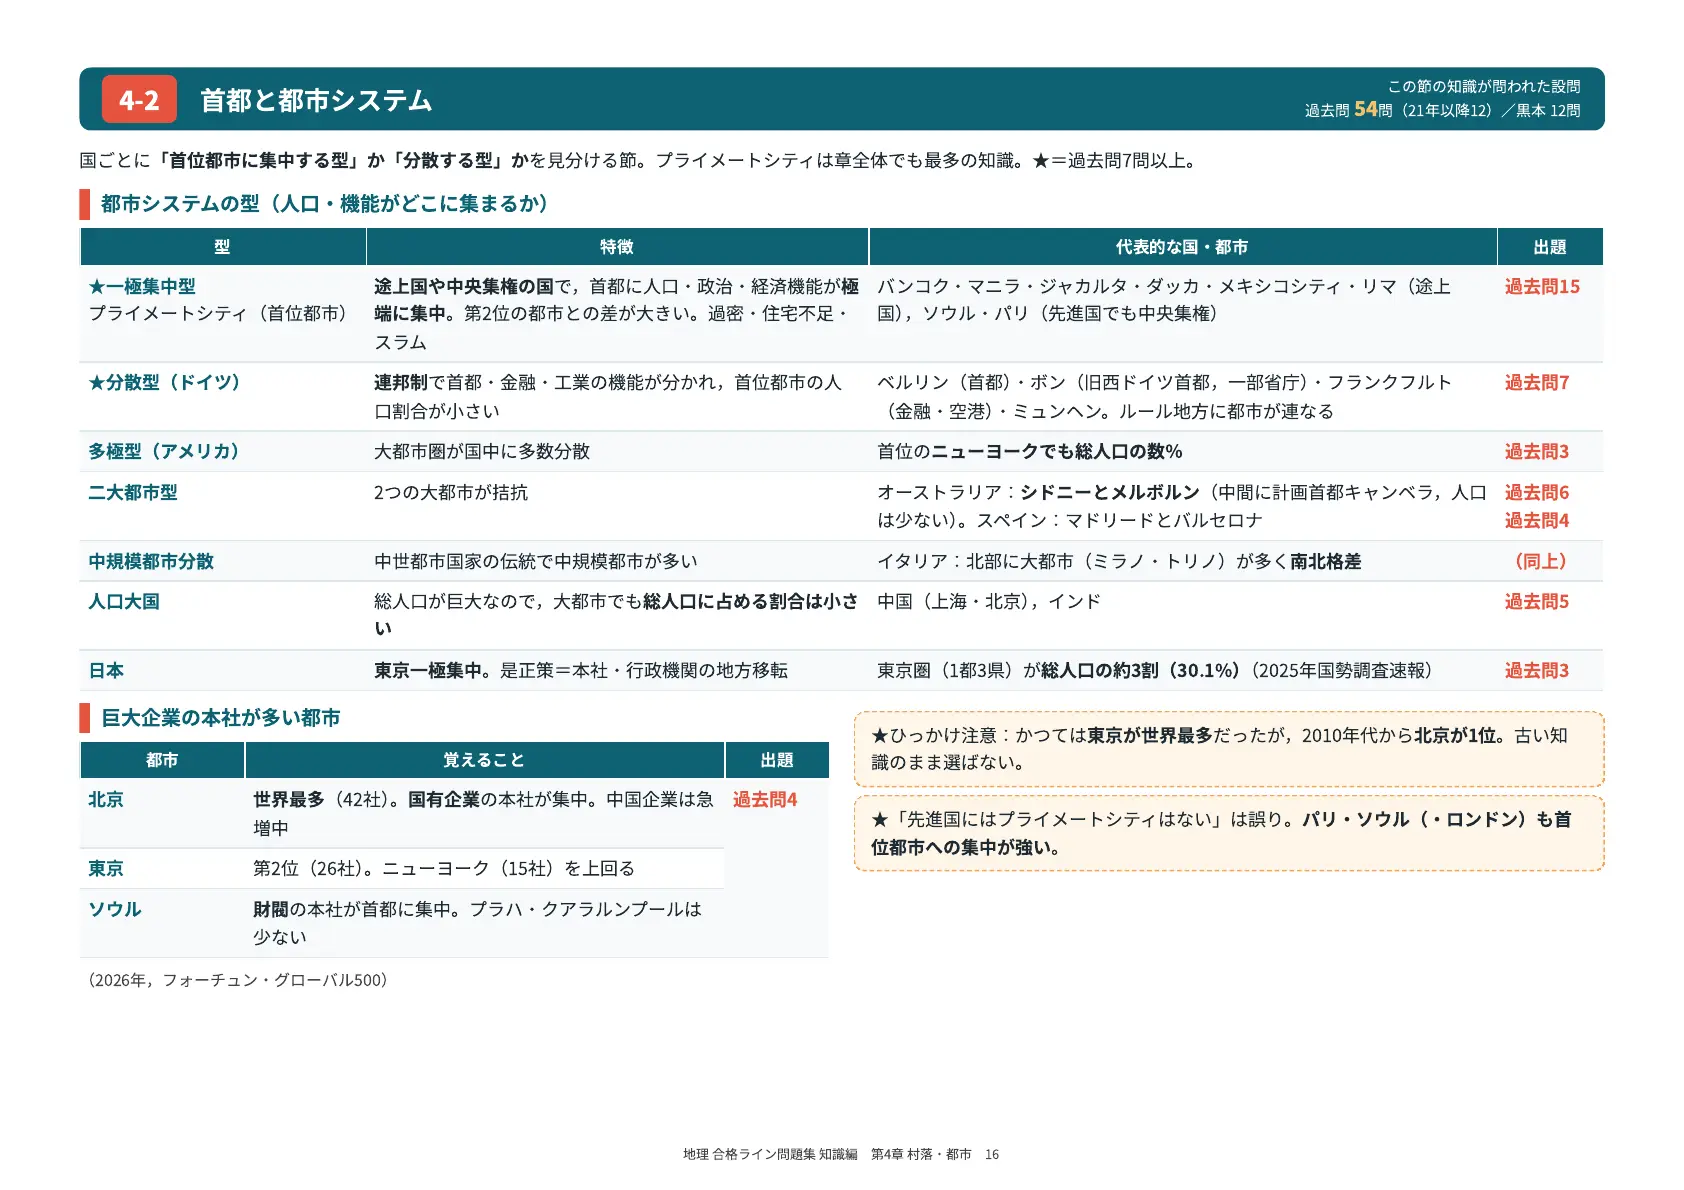 4-2 首都と都市システム
この節の知識が問われた設問
過去問 54問（21年以降12）／黒本 12問
国ごとに「首位都市に集中する型」か「分散する型」かを見分ける節。プライメートシティは章全体でも最多の知識。★＝過去問7問以上。
都市システムの型（人口・機能がどこに集まるか）
型 特徴 代表的な国・都市 出題
★一極集中型
プライメートシティ（首位都市）
途上国や中央集権の国で，首都に人口・政治・経済機能が極
端に集中。第2位の都市との差が大きい。過密・住宅不足・
スラム
バンコク・マニラ・ジャカルタ・ダッカ・メキシコシティ・リマ（途上
国），ソウル・パリ（先進国でも中央集権）
過去問15
★分散型（ドイツ）
連邦制で首都・金融・工業の機能が分かれ，首位都市の人
口割合が小さい
ベルリン（首都）・ボン（旧西ドイツ首都，一部省庁）・フランクフルト
（金融・空港）・ミュンヘン。ルール地方に都市が連なる
過去問7
多極型（アメリカ）
大都市圏が国中に多数分散
首位のニューヨークでも総人口の数%
過去問3
二大都市型
2つの大都市が拮抗
オーストラリア：シドニーとメルボルン（中間に計画首都キャンベラ，人口
は少ない）。スペイン：マドリードとバルセロナ
過去問6
過去問4
中規模都市分散
中世都市国家の伝統で中規模都市が多い
イタリア：北部に大都市（ミラノ・トリノ）が多く南北格差
（同上）
人口大国
総人口が巨大なので，大都市でも総人口に占める割合は小さ
い
中国（上海・北京），インド
過去問5
日本
東京一極集中。是正策＝本社・行政機関の地方移転
東京圏（1都3県）が総人口の約3割（30.1%）（2025年国勢調査速報）
過去問3
巨大企業の本社が多い都市
都市 覚えること 出題
北京
世界最多（42社）。国有企業の本社が集中。中国企業は急
増中
過去問4
東京
第2位（26社）。ニューヨーク（15社）を上回る
ソウル
財閥の本社が首都に集中。プラハ・クアラルンプールは
少ない
（2026年，フォーチュン・グローバル500）
★ひっかけ注意：かつては東京が世界最多だったが，2010年代から北京が1位。古い知
識のまま選ばない。
★「先進国にはプライメートシティはない」は誤り。パリ・ソウル（・ロンドン）も首
位都市への集中が強い。
地理 合格ライン問題集 知識編 第4章 村落・都市 16